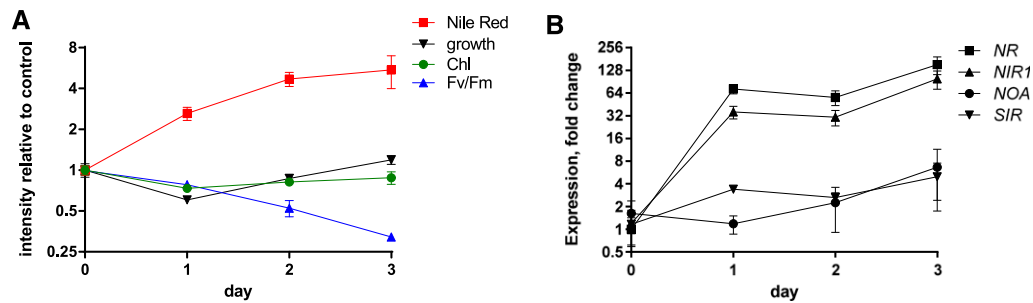 A
Nile Red
growth
Chl
Fv/Fm
intensity relative to control
8
4
2
1
0.5
0.25
0
1
2
3
day
B
NR
NIR1
NOA
SIR
Expression, fold change
256
128
64
32
16
8
4
2
1
0.5
0
1
2
3
day